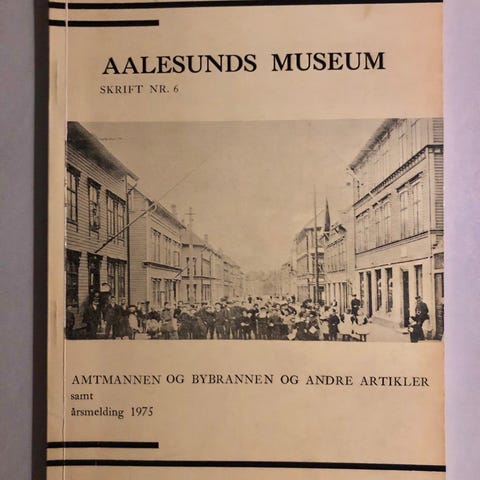 AALESUNDS MUSEUM
SKRIFT NR. 6
AMTMANNEN OG BYBRANNEN OG ANDRE ARTIKLER
samt
årsmelding 1975